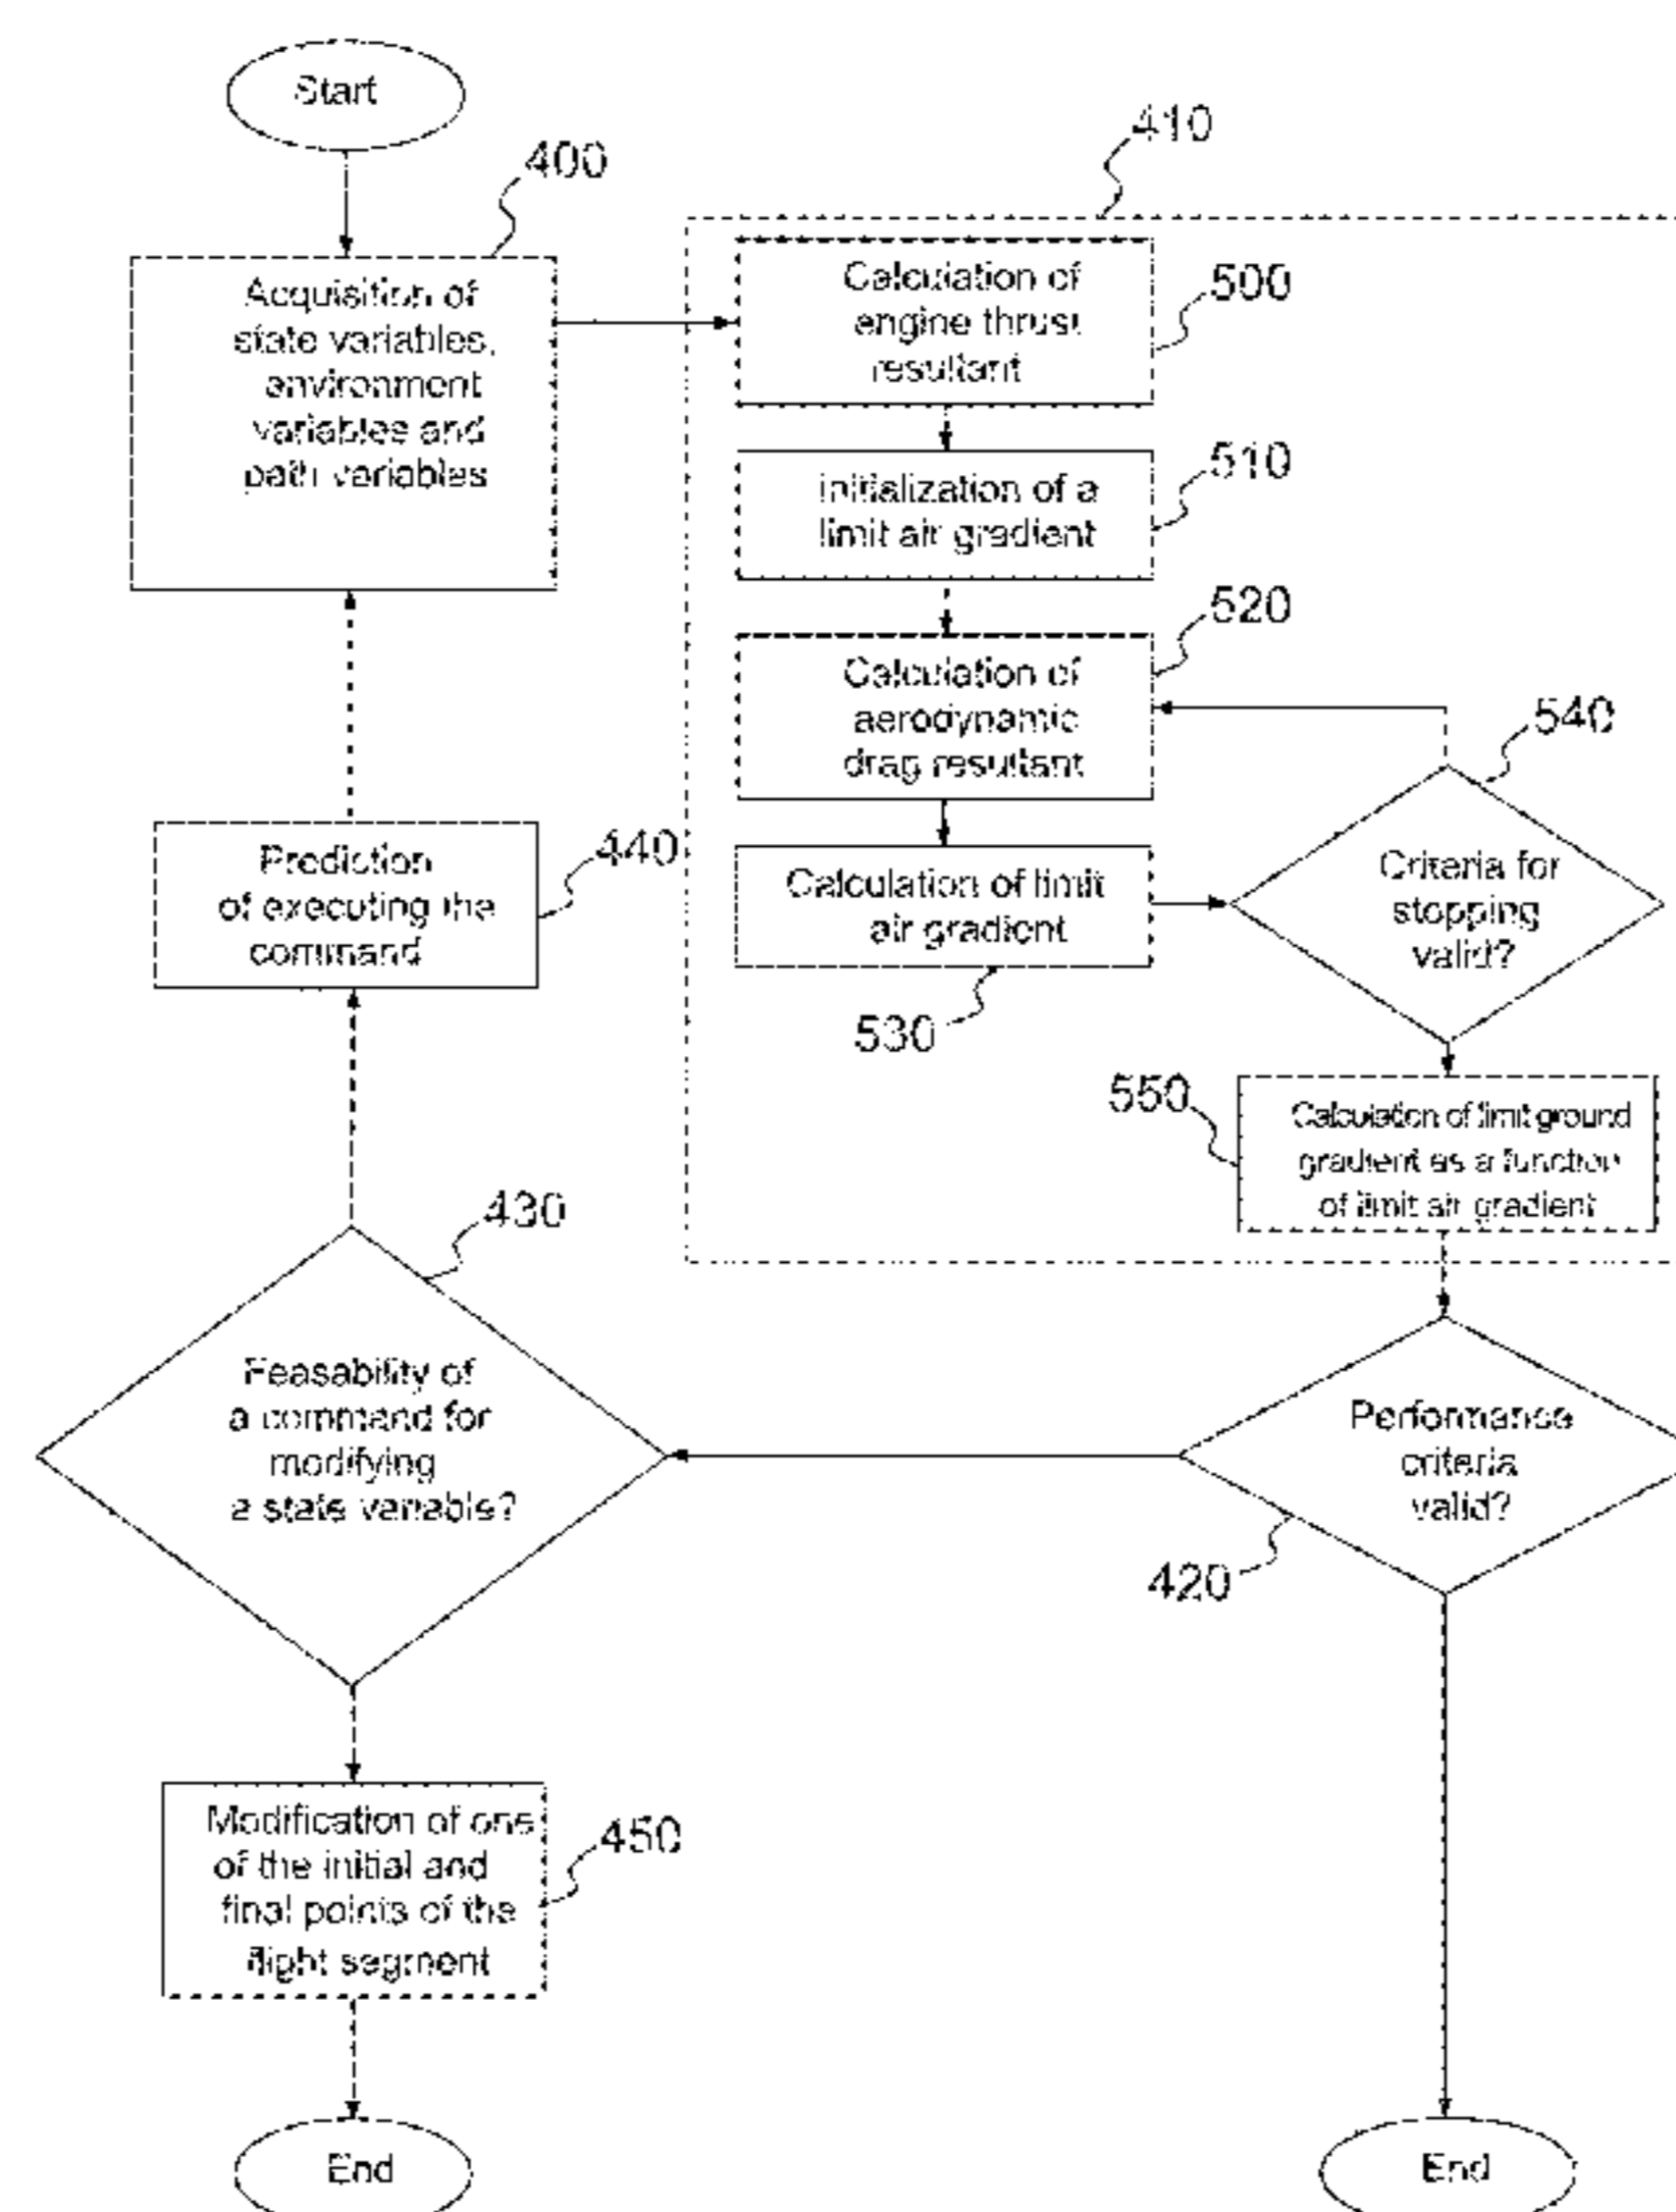 Start
400
Acquisition of
state variables,
environment
variables and
path variables
410
Calculation of
engine thrust
resultant
500
initialization of a
limit air gradient
510
Calculation of
aerodynamic
drag resultant
520
Calculation of limit
air gradient
530
Criteria for
stopping
valid?
540
Calculation of limit ground
gradient as a function
of limit air gradient
550
Prediction
of executing the
command
440
Feasability of
a command for
modifying
a state variable?
430
Performance
criteria
valid?
420
Modification of one
of the initial and
final points of the
flight segment
450
End
End